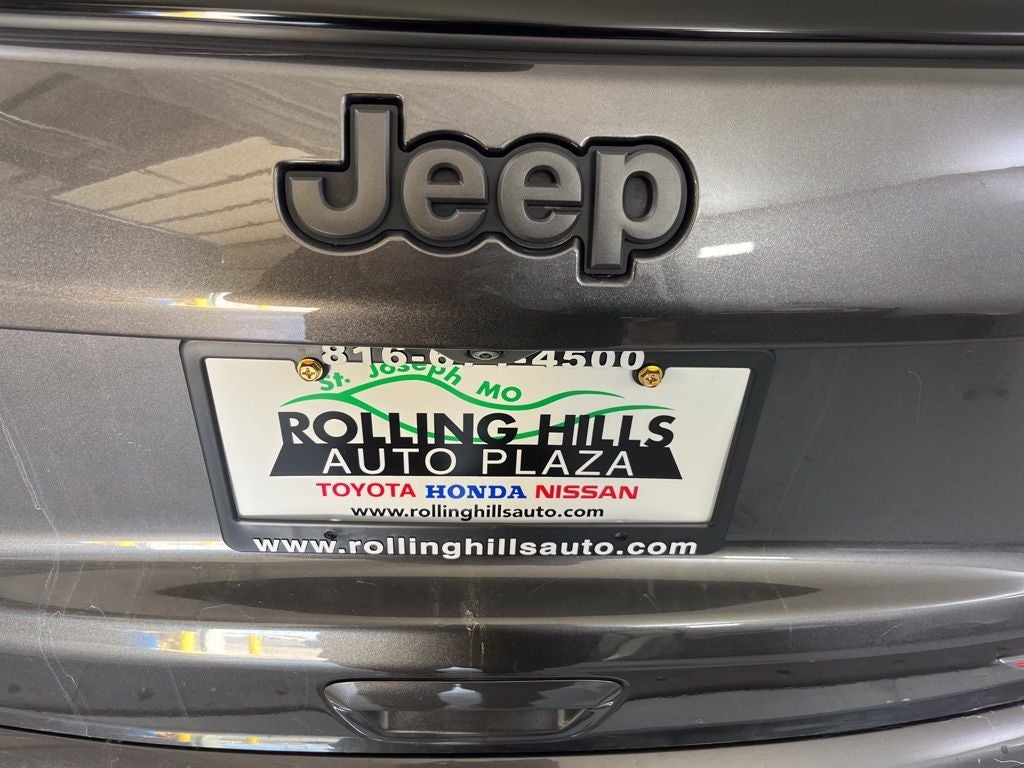 Jeep
St. Joseph MO
ROLLING HILLS
AUTO PLAZA
TOYOTA HONDA NISSAN
www.rollinghillsauto.com
www.rollinghillsauto.com